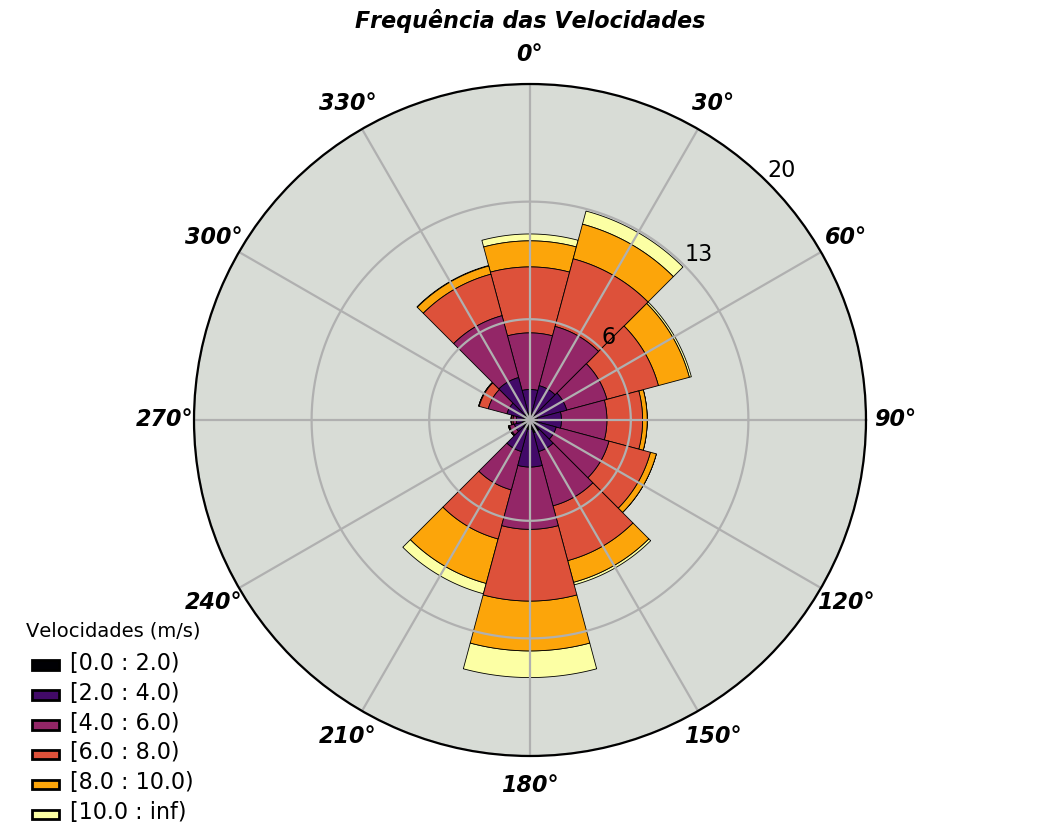 Frequência das Velocidades
0°
330°
30°
20
300°
60°
13
6
270°
90°
240°
120°
210°
150°
180°
Velocidades (m/s)
[0.0 : 2.0)
[2.0 : 4.0)
[4.0 : 6.0)
[6.0 : 8.0)
[8.0 : 10.0)
[10.0 : inf)